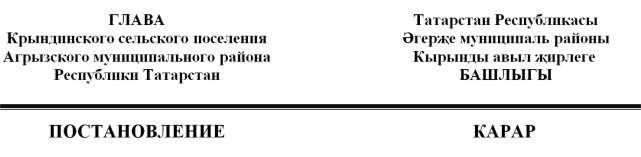 ГЛАВА
Крындинского сельского поселения
Агрызского муниципального района
Республики Татарстан
Татарстан Республикасы
Әгерҗе муниципаль районы
Кырынды авыл җирлеге
БАШЛЫГЫ
ПОСТАНОВЛЕНИЕ
КАРАР